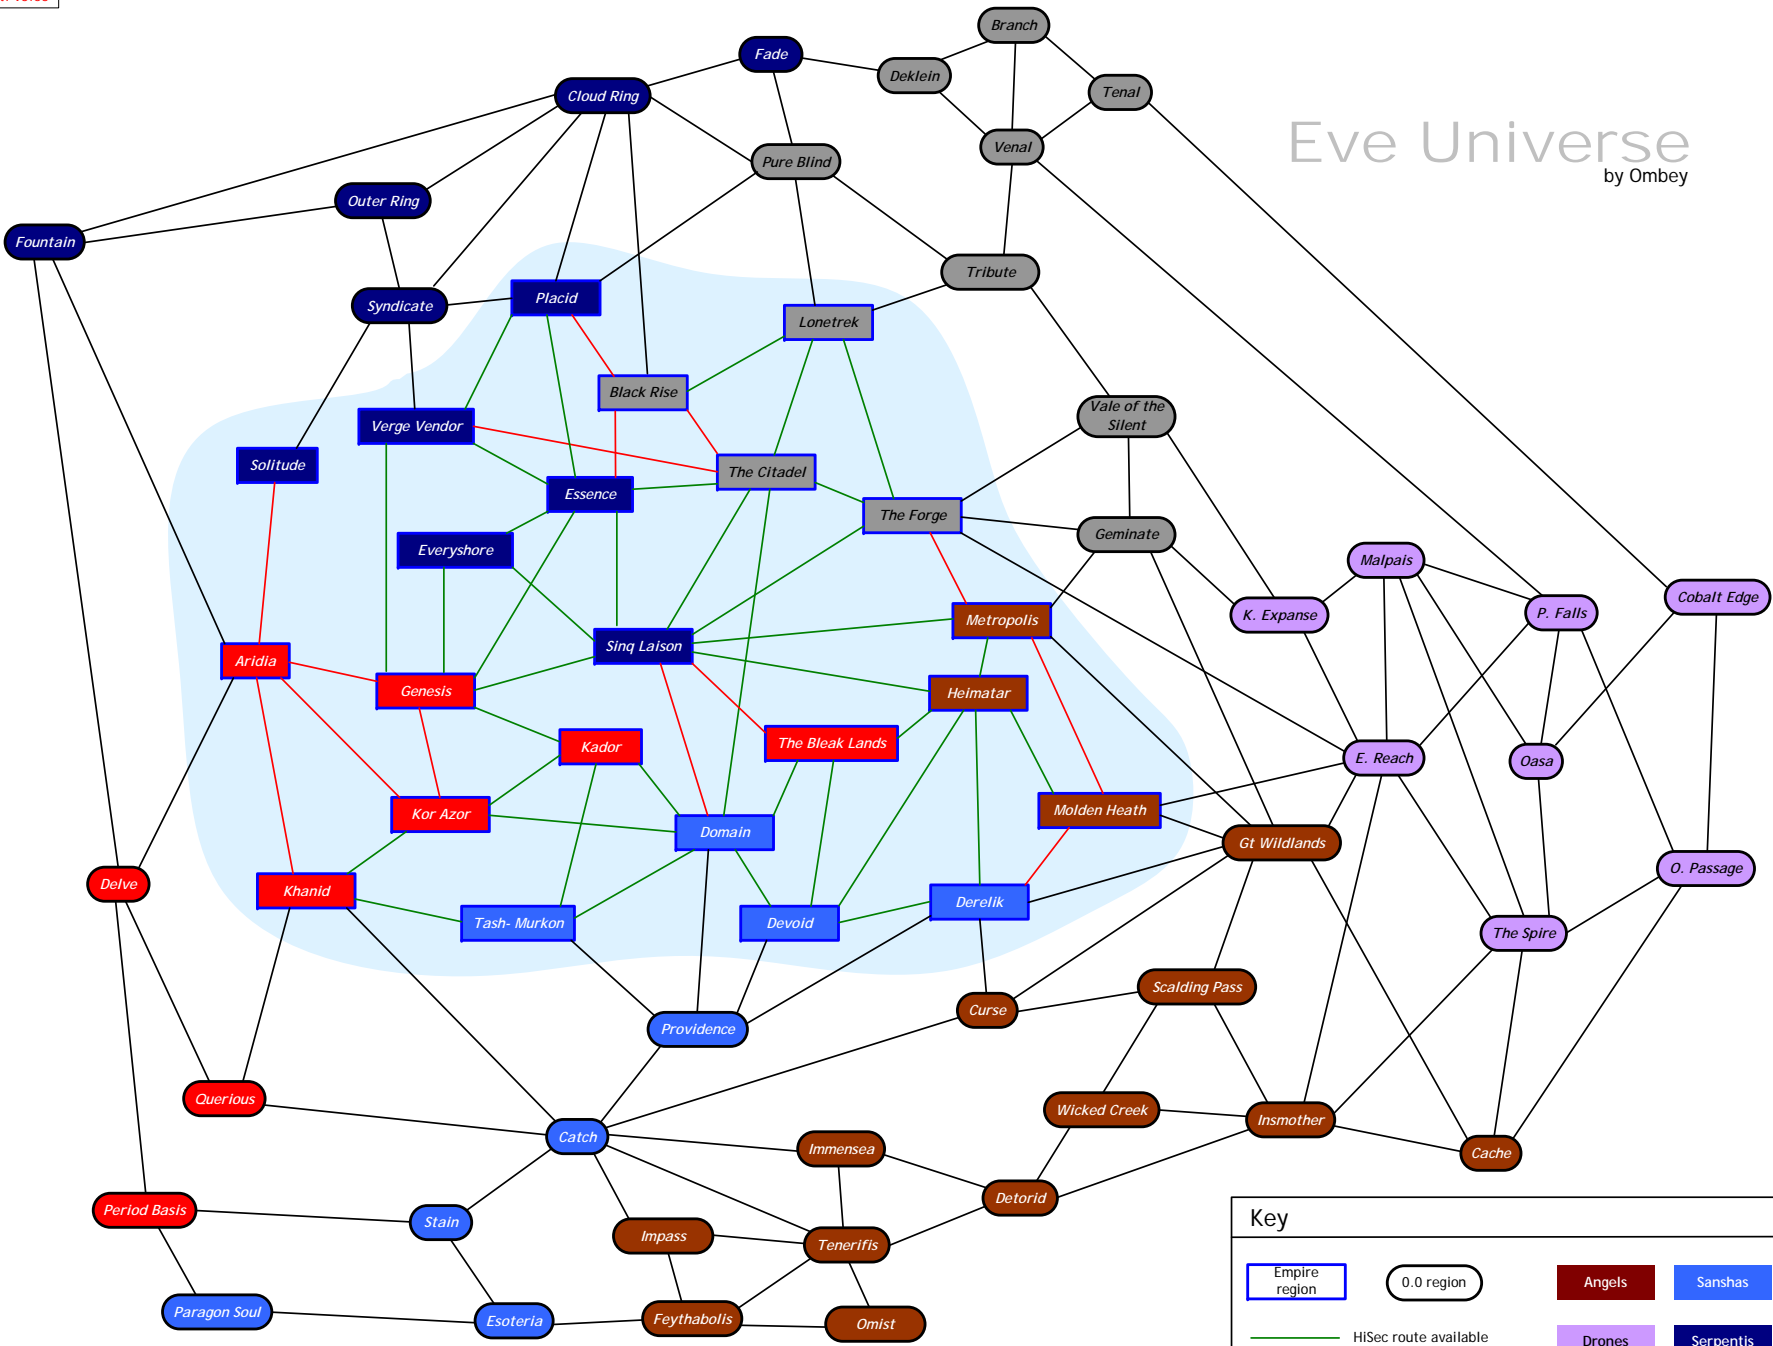 Branch
Fade
Deklein
Tenal
Cloud Ring
Eve Universe
by Ombey
Venal
Pure Blind
Outer Ring
Fountain
Tribute
Syndicate
Placid
Lonetrek
Black Rise
Vale of the
Silent
Verge Vendor
Solitude
The Citadel
Essence
The Forge
Geminate
Everyshore
Malpais
Cobalt Edge
P. Falls
K. Expanse
Metropolis
Sinq Laison
Aridia
Genesis
Heimatar
Kador
The Bleak Lands
E. Reach
Oasa
Molden Heath
Kor Azor
Domain
Gt Wildlands
O. Passage
Delve
Khanid
Derelik
Tash- Murkon
Devoid
The Spire
Scalding Pass
Curse
Providence
Querious
Wicked Creek
Insmother
Catch
Immensea
Cache
Detorid
Period Basis
Stain
Impass
Tenerifis
Paragon Soul
Esoteria
Feythabolis
Omist
Key
Empire
region
0.0 region
Angels
Sanshas
HiSec route available
Drones
Serpentis